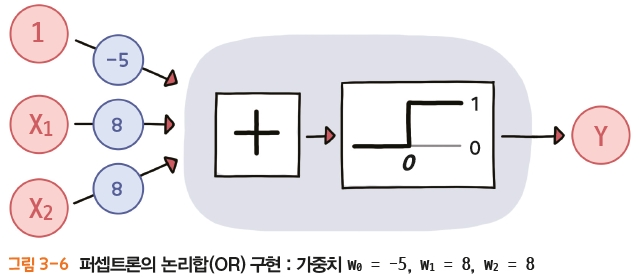 1
-5
X1
8
X2
8
+
1
0
0
Y
그림 3-6 퍼셉트론의 논리합(OR) 구현 : 가중치 w₀ = -5, w₁ = 8, w₂ = 8